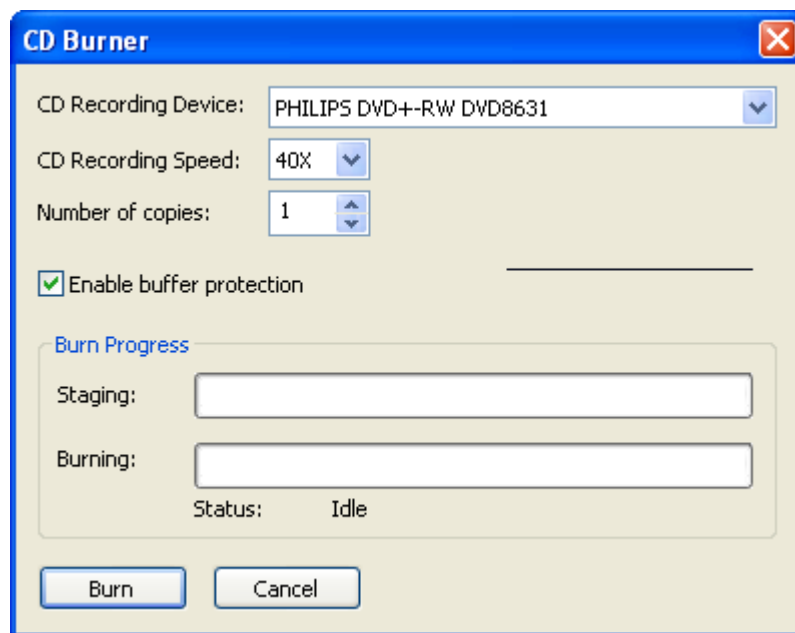 CD Burner
CD Recording Device: PHILIPS DVD+-RW DVD8631
CD Recording Speed: 40X
Number of copies: 1
Enable buffer protection
Burn Progress
Staging:
Burning:
Status: Idle
Burn Cancel